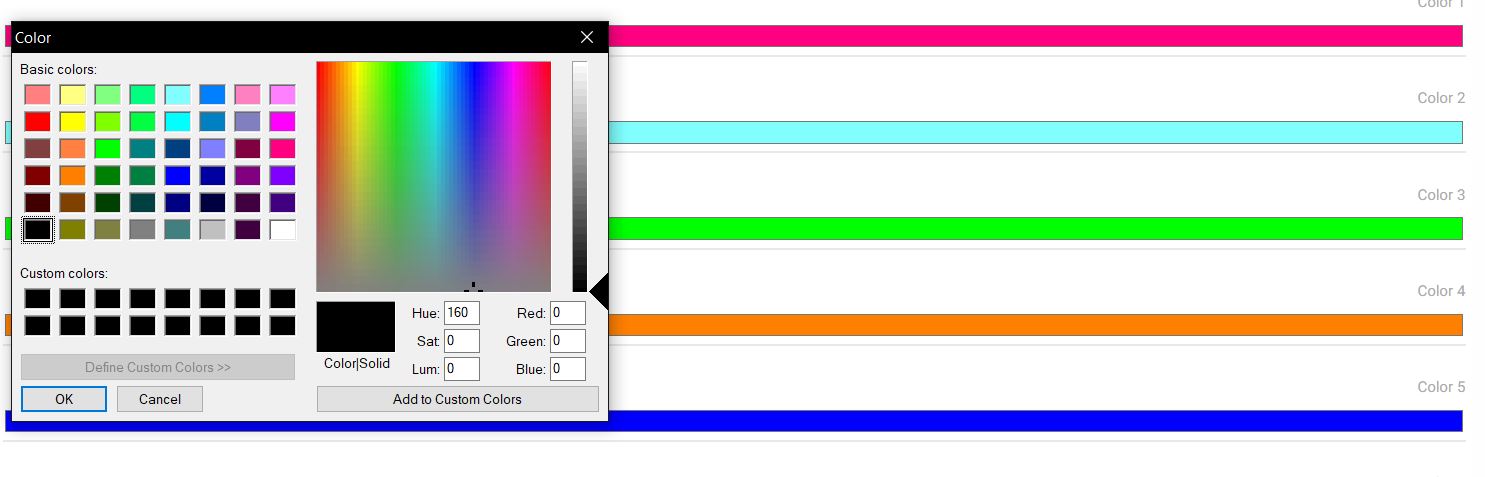 Color 1
Color
Basic colors:
Color 2
Color 3
Custom colors:
Color 4
Hue: 160 Red: 0
Sat: 0 Green: 0
Color|Solid
Lum: 0 Blue: 0
Define Custom Colors >>
Color 5
OK Cancel Add to Custom Colors